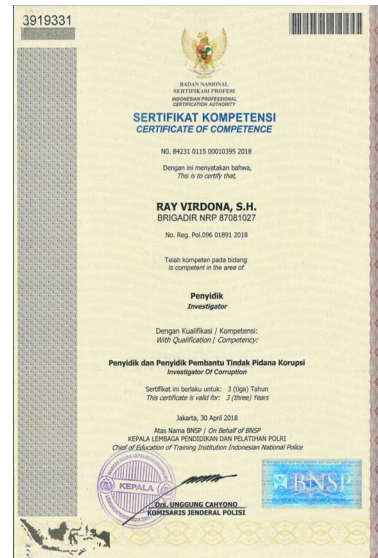 3919331
BADAN NASIONAL
SERTIFIKASI PROFESI
INDONESIAN PROFESSIONAL
CERTIFICATION AUTHORITY
SERTIFIKAT KOMPETENSI
CERTIFICATE OF COMPETENCE
N0. 84231 0115 00010395 2018
Dengan ini menyatakan bahwa,
This is to certify that,
RAY VIRDONA, S.H.
BRIGADIR NRP 87081027
No. Reg. Pol.096 01891 2018
Telah kompeten pada bidang:
Is competent in the area of:
Penyidik
Investigator
Dengan Kualifikasi / Kompetensi:
With Qualification / Competency:
Penyidik dan Penyidik Pembantu Tindak Pidana Korupsi
Investigator Of Corruption
Sertifikat ini berlaku untuk: 3 (tiga) Tahun
This certificate is valid for: 3 (three) Years
Jakarta, 30 April 2018
Atas Nama BNSP / On Behalf of BNSP
KEPALA LEMBAGA PENDIDIKAN DAN PELATIHAN POLRI
Chief of Education of Training Institution Indonesian National Police
KEPALA
BNSP
Drs. UNGGUNG CAHYONO
KOMISARIS JENDERAL POLISI